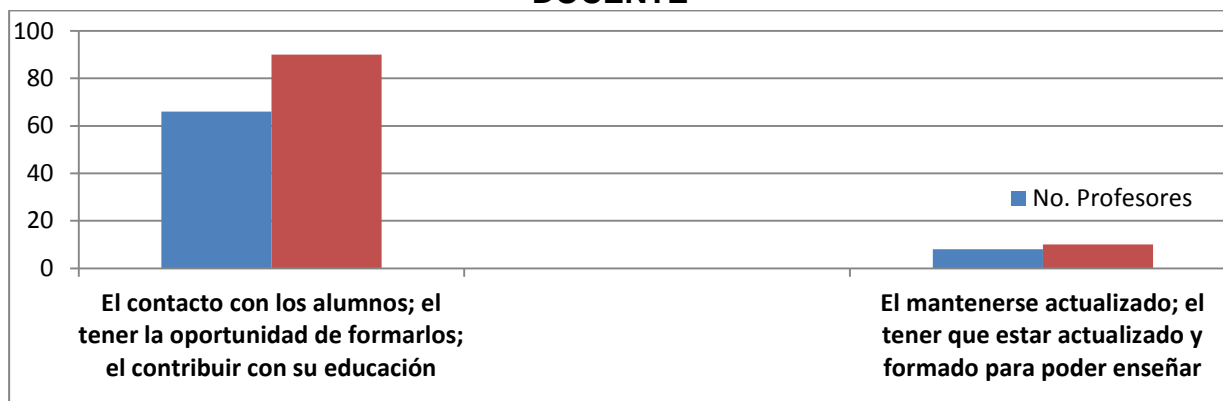 100
80
60
40
20
0
No. Profesores
El contacto con los alumnos; el
tener la oportunidad de formarlos;
el contribuir con su educación
El mantenerse actualizado; el
tener que estar actualizado y
formado para poder enseñar